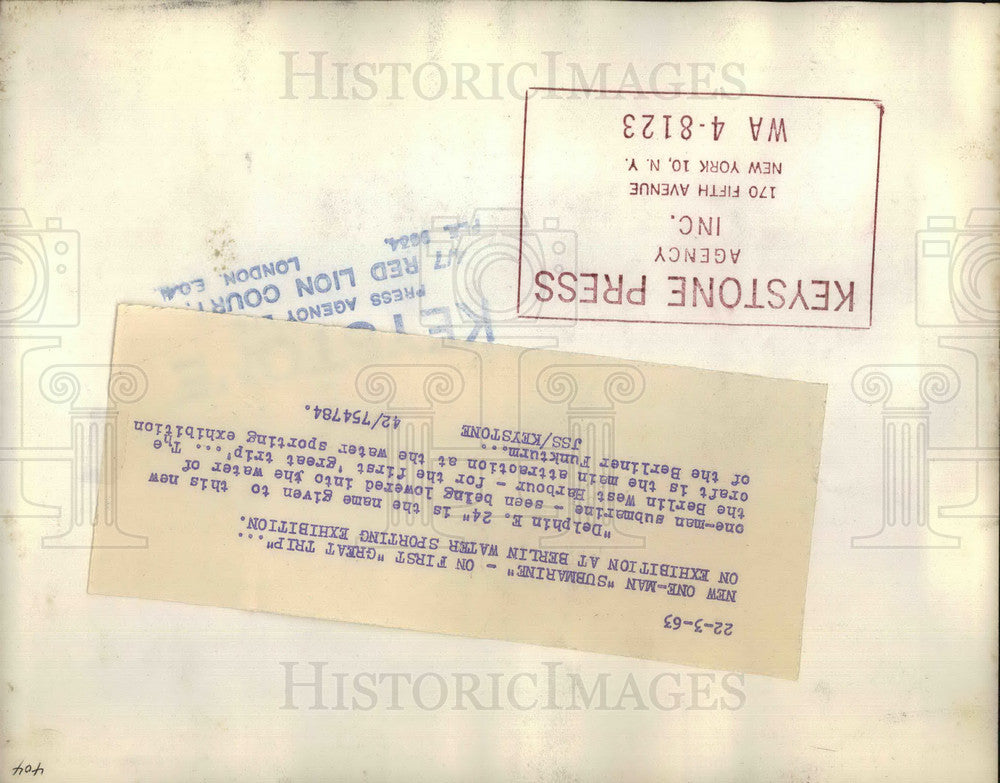 22-3-63
NEW ONE-MAN "SUBMARINE" - ON FIRST "GREAT TRIP"...
ON EXHIBITION AT BERLIN WATER SPORTING EXHIBITION.
"Delphin E. 24" is the name given to this new
one-man submarine - seen being lowered into the water of
the Berlin West Harbour - for the first 'great trip'... The
craft is the main attraction at the water sporting exhibition
of the Berliner Funkturm...
JSS/KEYSTONE
42/754784.
KEYSTONE PRESS
AGENCY
INC.
170 FIFTH AVENUE
NEW YORK 10, N. Y.
WA 4-8123
PRESS AGENCY
RED LION COURT
LONDON E.C.4
HISTORICIMAGES
HISTORICIMAGES
404